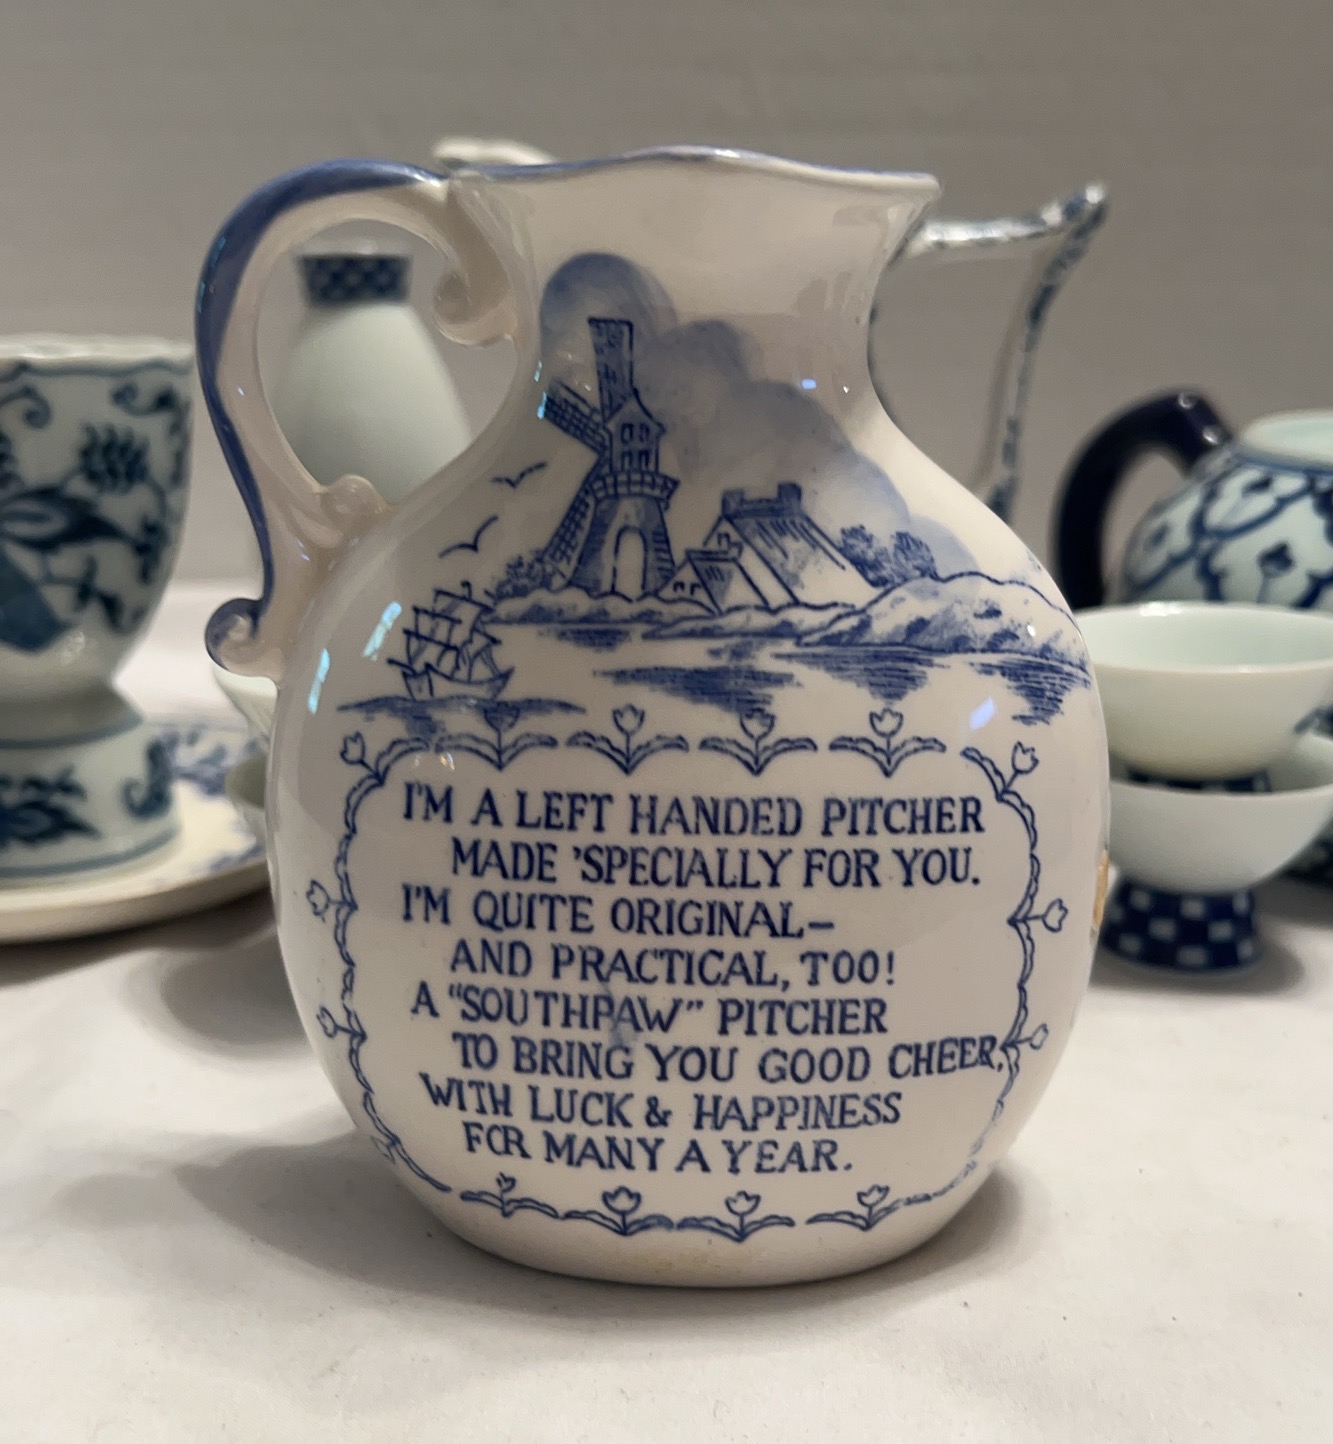 I'M A LEFT HANDED PITCHER
MADE 'SPECIALLY FOR YOU.
I'M QUITE ORIGINAL–
AND PRACTICAL, TOO!
A "SOUTHPAW" PITCHER
TO BRING YOU GOOD CHEER,
WITH LUCK & HAPPINESS
FOR MANY A YEAR.